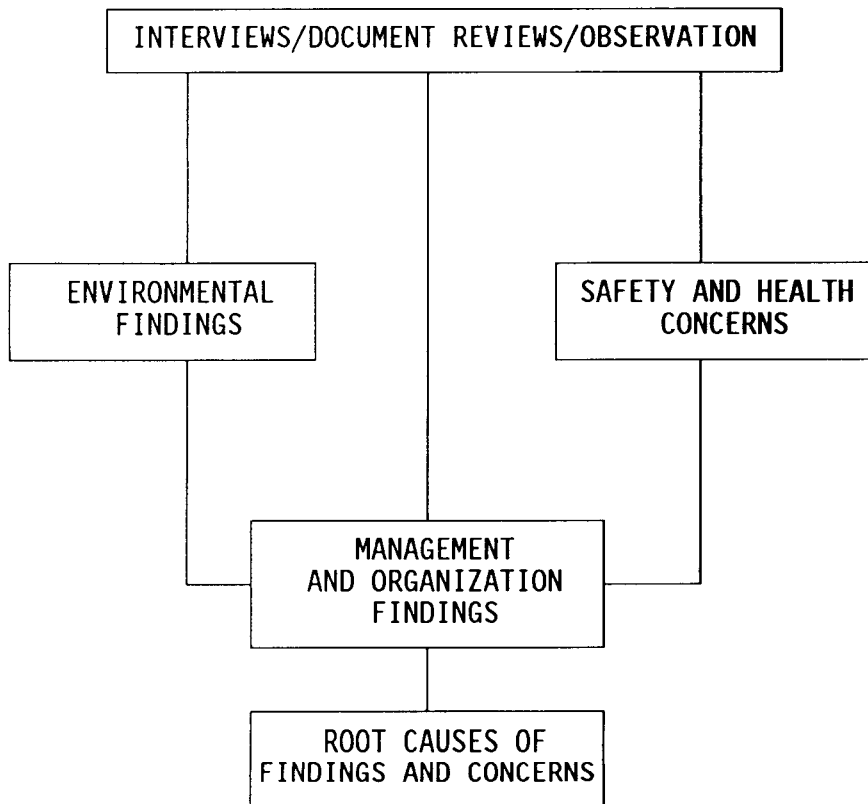 INTERVIEWS/DOCUMENT REVIEWS/OBSERVATION
ENVIRONMENTAL
FINDINGS
SAFETY AND HEALTH
CONCERNS
MANAGEMENT
AND ORGANIZATION
FINDINGS
ROOT CAUSES OF
FINDINGS AND CONCERNS